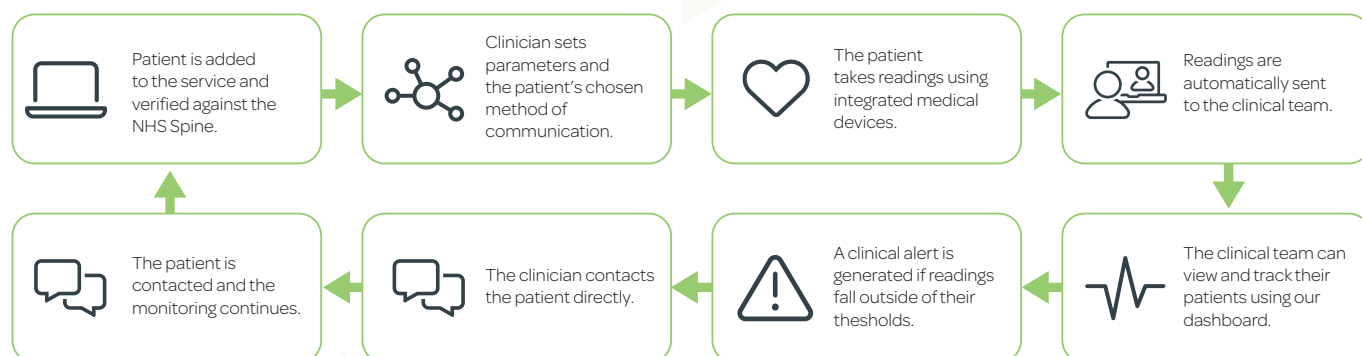 Patient is added
to the service and
verified against the
NHS Spine.
Clinician sets
parameters and
the patient's chosen
method of
communication.
The patient
takes readings using
integrated medical
devices.
Readings are
automatically sent
to the clinical team.
The clinical team can
view and track their
patients using our
dashboard.
A clinical alert is
generated if readings
fall outside of their
thesholds.
The clinician contacts
the patient directly.
The patient is
contacted and the
monitoring continues.